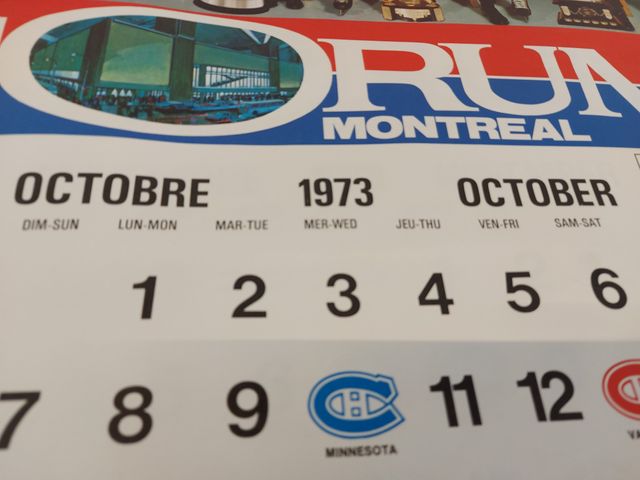 ORUM
MONTREAL
OCTOBRE 1973 OCTOBER
DIM-SUN LUN-MON MAR-TUE MER-WED JEU-THU VEN-FRI SAM-SAT
1 2 3 4 5 6
7 8 9 11 12
MINNESOTA